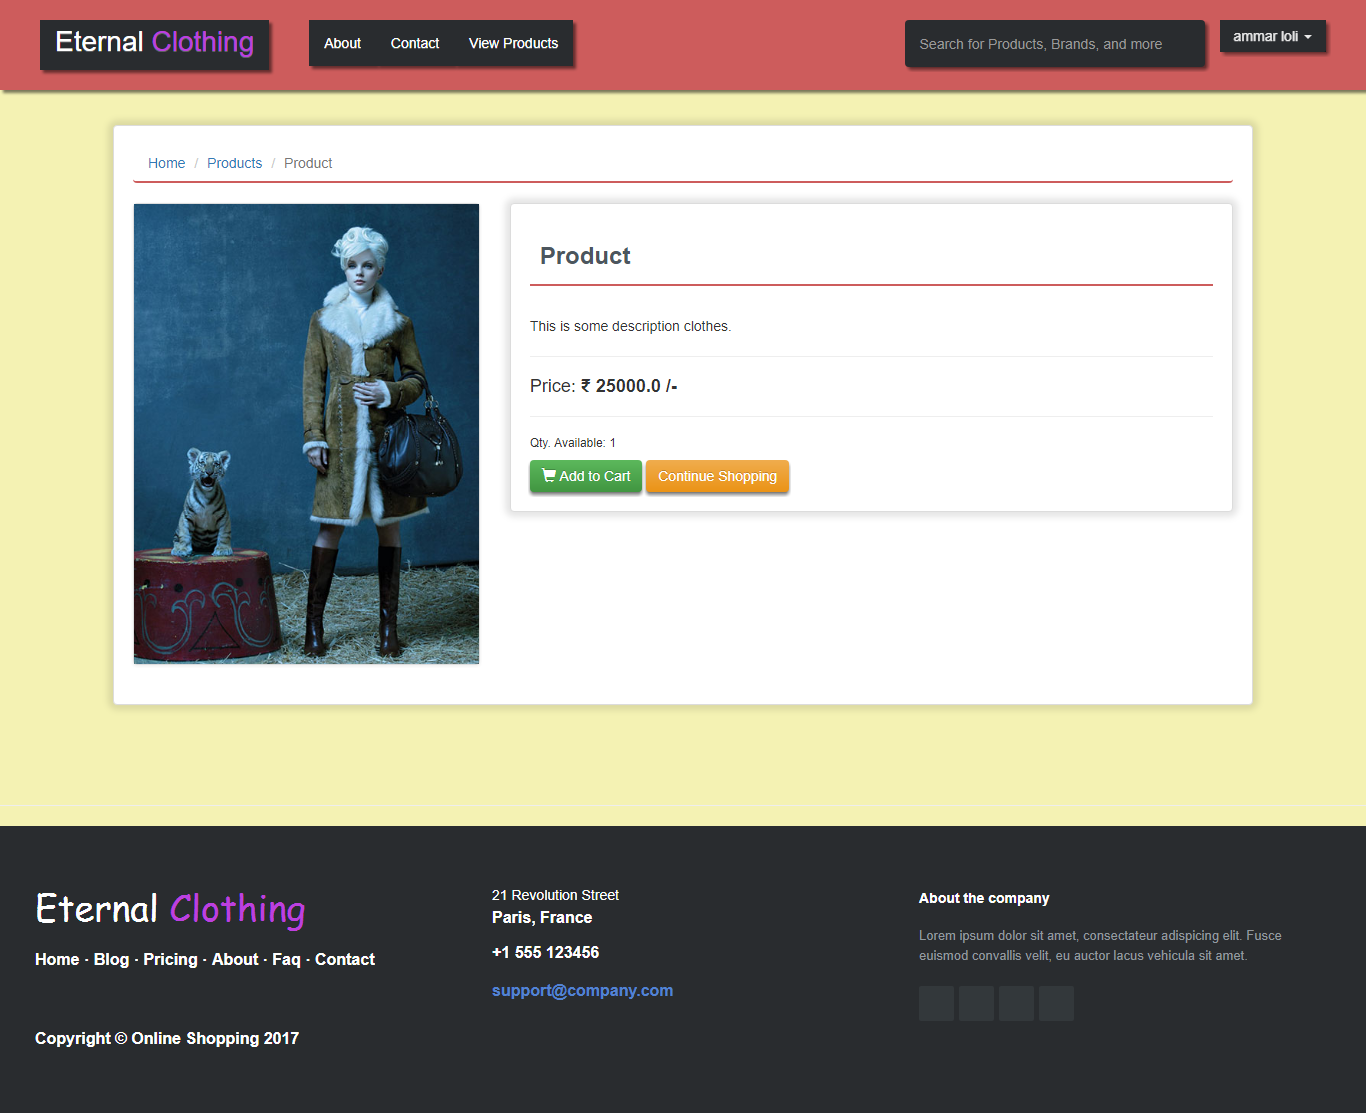 Eternal Clothing
About Contact View Products
Search for Products, Brands, and more
ammar loli
Home / Products / Product
Product
This is some description clothes.
Price: ₹ 25000.0 /-
Qty. Available: 1
Add to Cart Continue Shopping
Eternal Clothing
Home · Blog · Pricing · About · Faq · Contact
Copyright © Online Shopping 2017
21 Revolution Street
Paris, France
+1 555 123456
support@company.com
About the company
Lorem ipsum dolor sit amet, consectateur adispicing elit. Fusce
euismod convallis velit, eu auctor lacus vehicula sit amet.